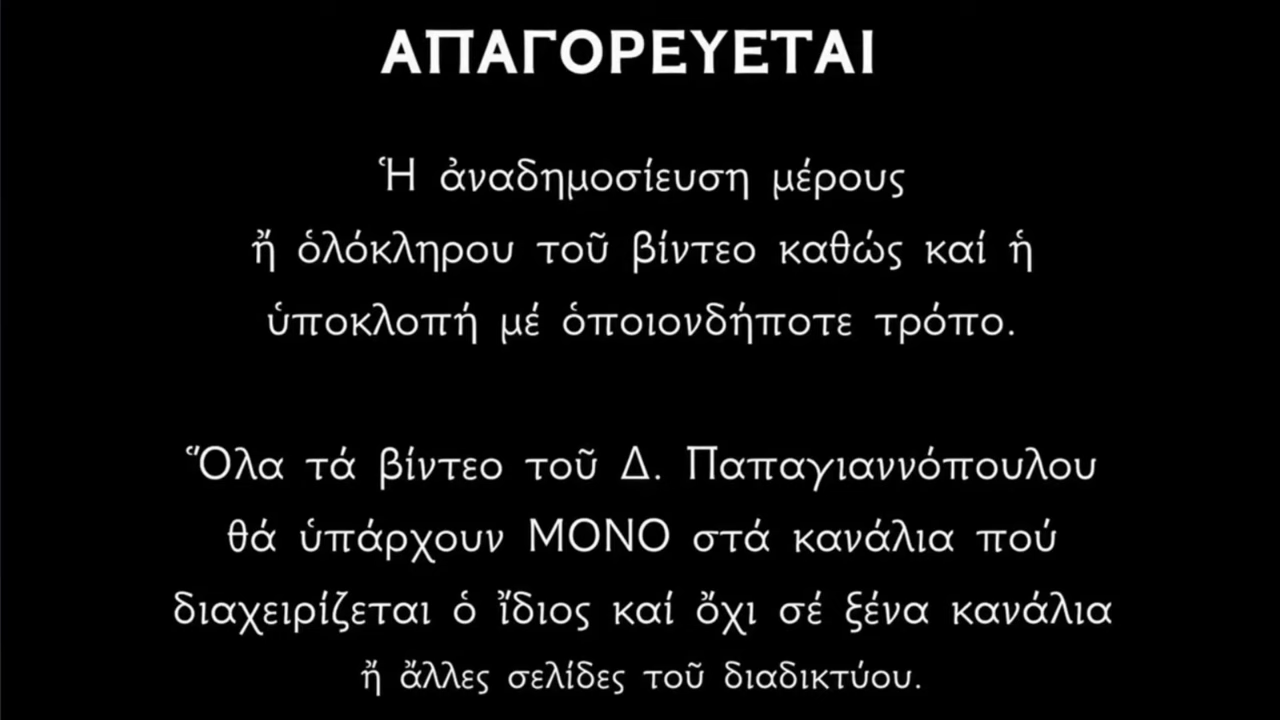 ΑΠΑΓΟΡΕΥΕΤΑΙ
Ἡ ἀναδημοσίευση μέρους
ἤ ὁλόκληρου τοῦ βίντεο καθώς καί ἡ
ὑποκλοπή μέ ὁποιονδήποτε τρόπο.
Ὅλα τά βίντεο τοῦ Δ. Παπαγιαννόπουλου
θά ὑπάρχουν ΜΟΝΟ στά κανάλια πού
διαχειρίζεται ὁ ἴδιος καί ὄχι σέ ξένα κανάλια
ἤ ἄλλες σελίδες τοῦ διαδικτύου.